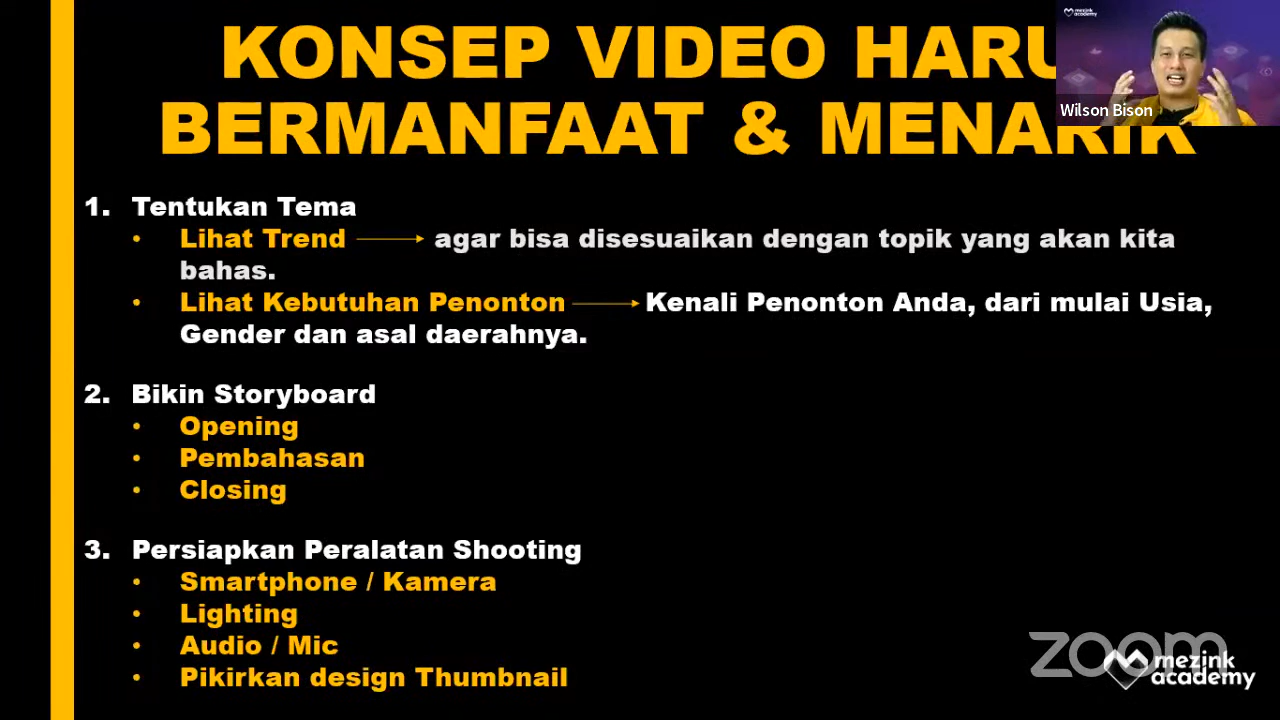 KONSEP VIDEO HARU
BERMANFAAT & MENARIK
mezink
academy
Wilson Bison
1. Tentukan Tema
• Lihat Trend agar bisa disesuaikan dengan topik yang akan kita
bahas.
• Lihat Kebutuhan Penonton Kenali Penonton Anda, dari mulai Usia,
Gender dan asal daerahnya.
2. Bikin Storyboard
• Opening
• Pembahasan
• Closing
3. Persiapkan Peralatan Shooting
• Smartphone / Kamera
• Lighting
• Audio / Mic
• Pikirkan design Thumbnail
zoom
mezink
academy